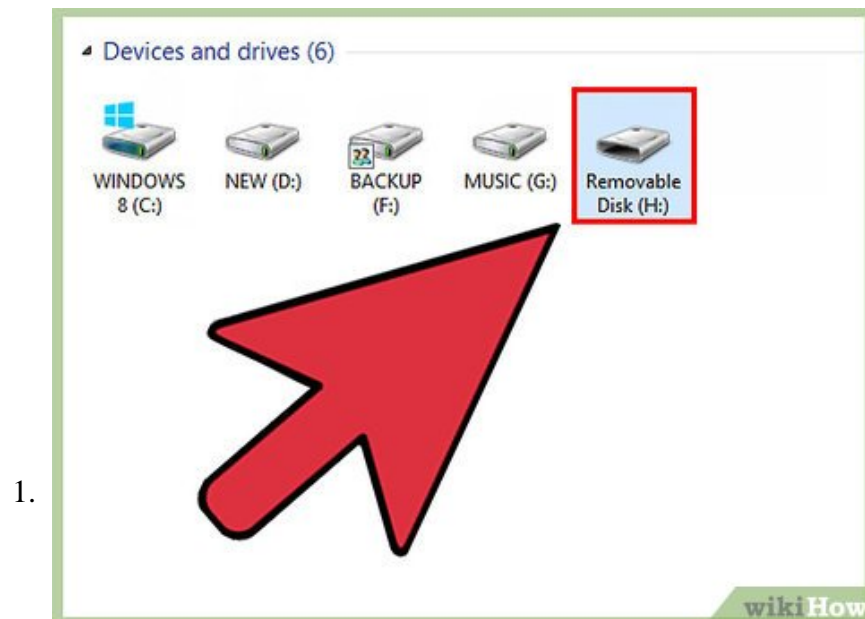 Devices and drives (6)
WINDOWS
8 (C:)
NEW (D:)
BACKUP
(F:)
MUSIC (G:)
Removable
Disk (H:)
1.
wikiHow